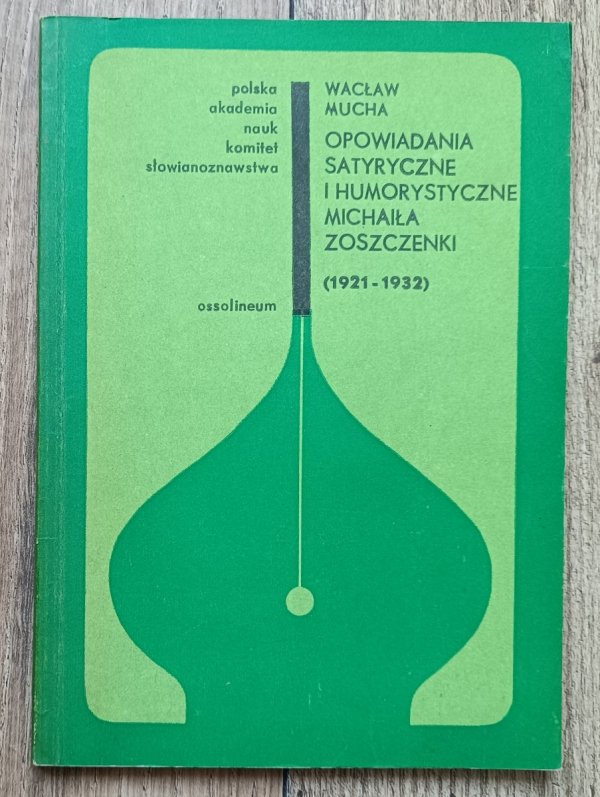 polska
akademia
nauk
komitet
słowianoznawstwa
ossolineum
WACŁAW
MUCHA
OPOWIADANIA
SATYRYCZNE
I HUMORYSTYCZNE
MICHAIŁA
ZOSZCZENKI
(1921-1932)